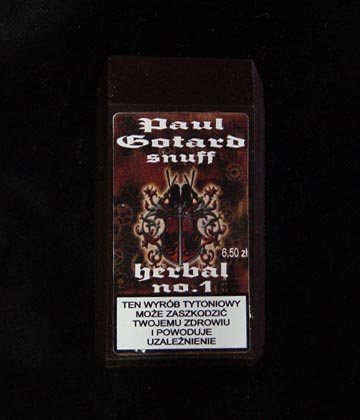 Paul
Gotard
snuff
6,50 zł
herbal
no.1
TEN WYRÓB TYTONIOWY
MOŻE ZASZKODZIĆ
TWOJEMU ZDROWIU
I POWODUJE
UZALEŻNIENIE